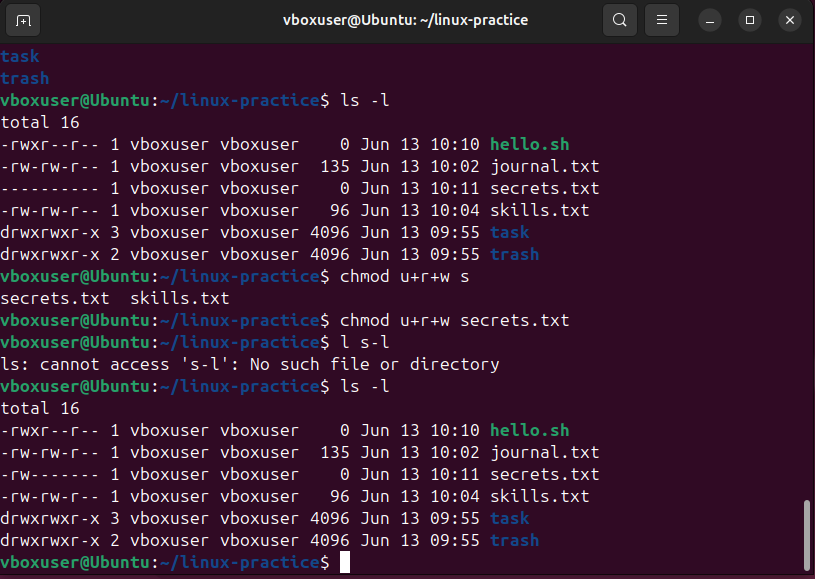 vboxuser@Ubuntu: ~/linux-practice
task
trash
vboxuser@Ubuntu:~/linux-practice$ ls -l
total 16
-rwxr--r-- 1 vboxuser vboxuser    0 Jun 13 10:10 hello.sh
-rw-rw-r-- 1 vboxuser vboxuser  135 Jun 13 10:02 journal.txt
---------- 1 vboxuser vboxuser    0 Jun 13 10:11 secrets.txt
-rw-rw-r-- 1 vboxuser vboxuser   96 Jun 13 10:04 skills.txt
drwxrwxr-x 3 vboxuser vboxuser 4096 Jun 13 09:55 task
drwxrwxr-x 2 vboxuser vboxuser 4096 Jun 13 09:55 trash
vboxuser@Ubuntu:~/linux-practice$ chmod u+r+w s
secrets.txt  skills.txt
vboxuser@Ubuntu:~/linux-practice$ chmod u+r+w secrets.txt
vboxuser@Ubuntu:~/linux-practice$ l s-l
ls: cannot access 's-l': No such file or directory
vboxuser@Ubuntu:~/linux-practice$ ls -l
total 16
-rwxr--r-- 1 vboxuser vboxuser    0 Jun 13 10:10 hello.sh
-rw-rw-r-- 1 vboxuser vboxuser  135 Jun 13 10:02 journal.txt
-rw------- 1 vboxuser vboxuser    0 Jun 13 10:11 secrets.txt
-rw-rw-r-- 1 vboxuser vboxuser   96 Jun 13 10:04 skills.txt
drwxrwxr-x 3 vboxuser vboxuser 4096 Jun 13 09:55 task
drwxrwxr-x 2 vboxuser vboxuser 4096 Jun 13 09:55 trash
vboxuser@Ubuntu:~/linux-practice$